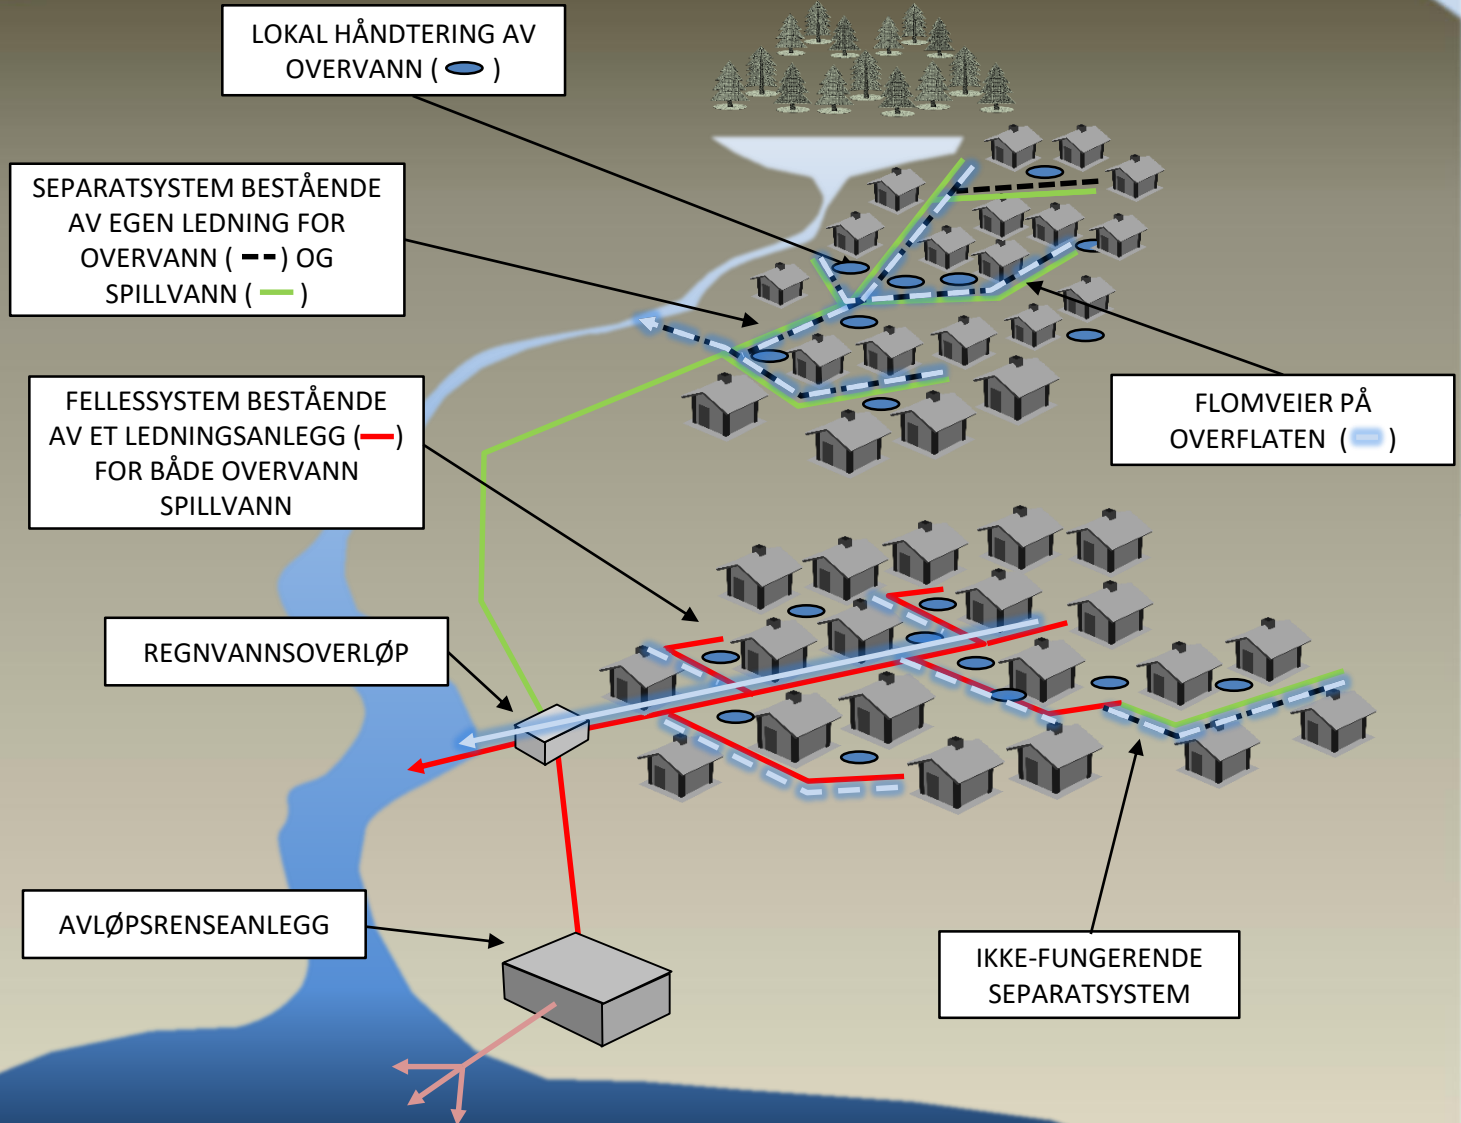 LOKAL HÅNDTERING AV
OVERVANN ( )
SEPARATSYSTEM BESTÅENDE
AV EGEN LEDNING FOR
OVERVANN ( ) OG
SPILLVANN ( )
FELLESSYSTEM BESTÅENDE
AV ET LEDNINGSANLEGG ( )
FOR BÅDE OVERVANN
SPILLVANN
FLOMVEIER PÅ
OVERFLATEN ( )
REGNVANNSOVERLØP
AVLØPSRENSEANLEGG
IKKE-FUNGERENDE
SEPARATSYSTEM